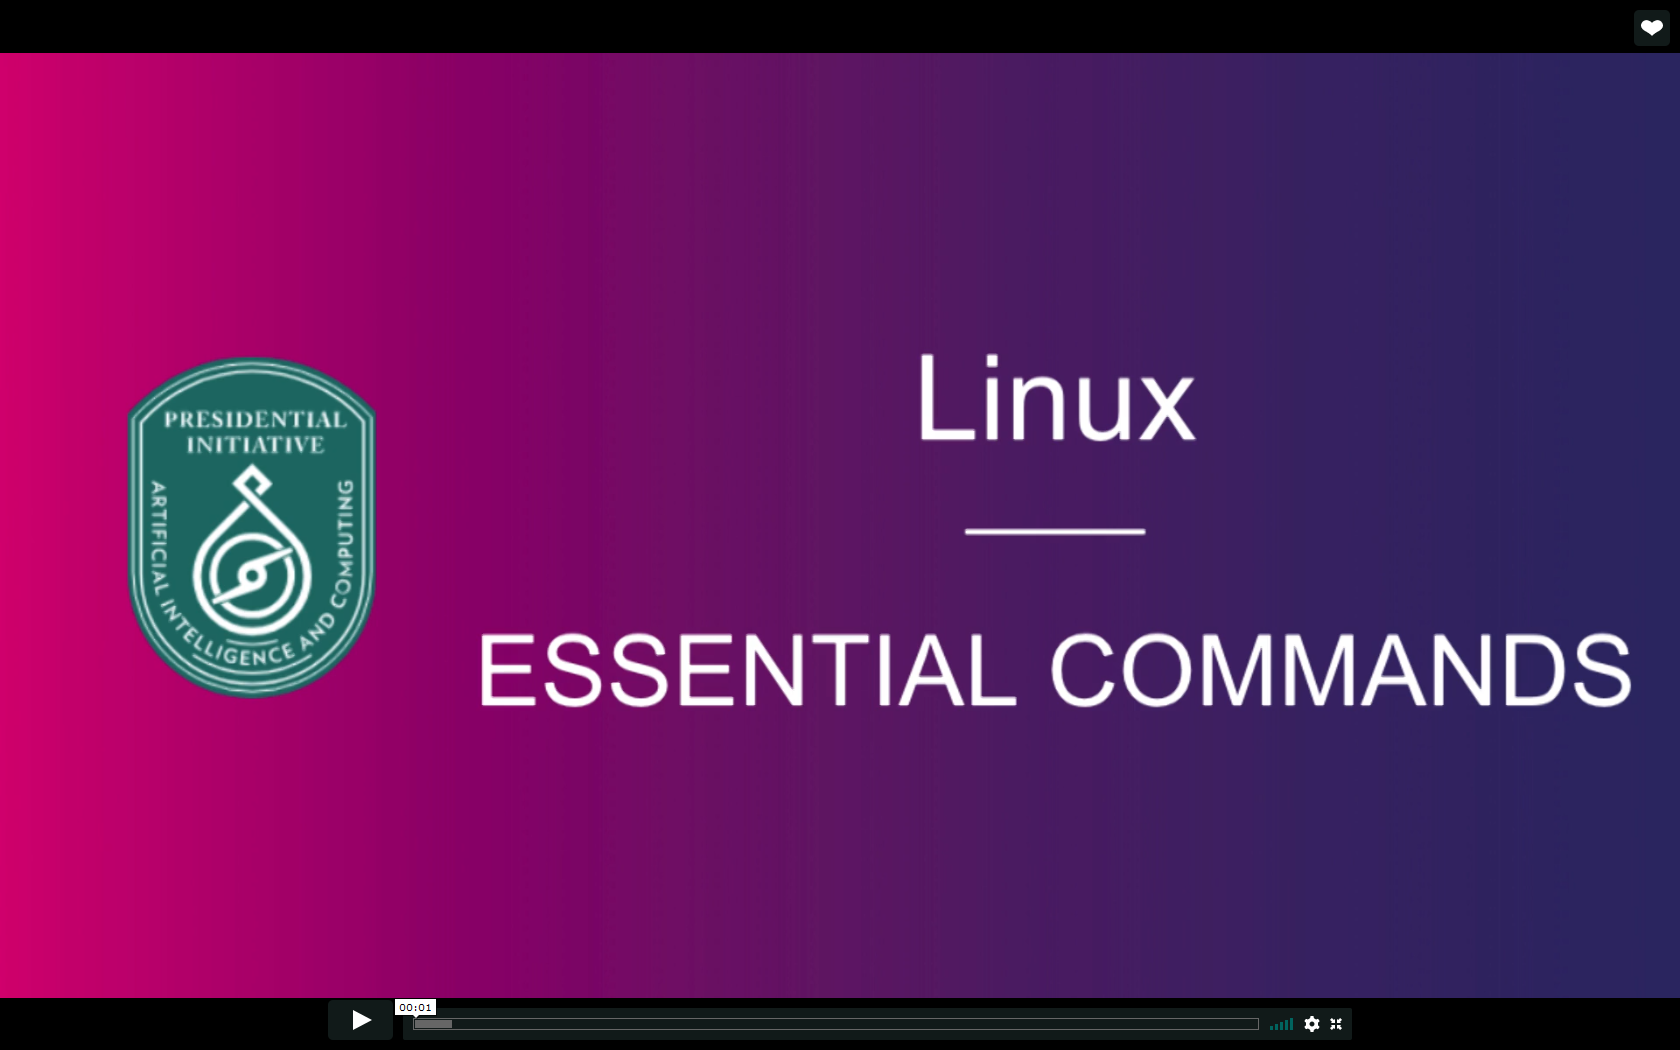 PRESIDENTIAL
INITIATIVE
ARTIFICIAL INTELLIGENCE AND COMPUTING
Linux
ESSENTIAL COMMANDS
00:01